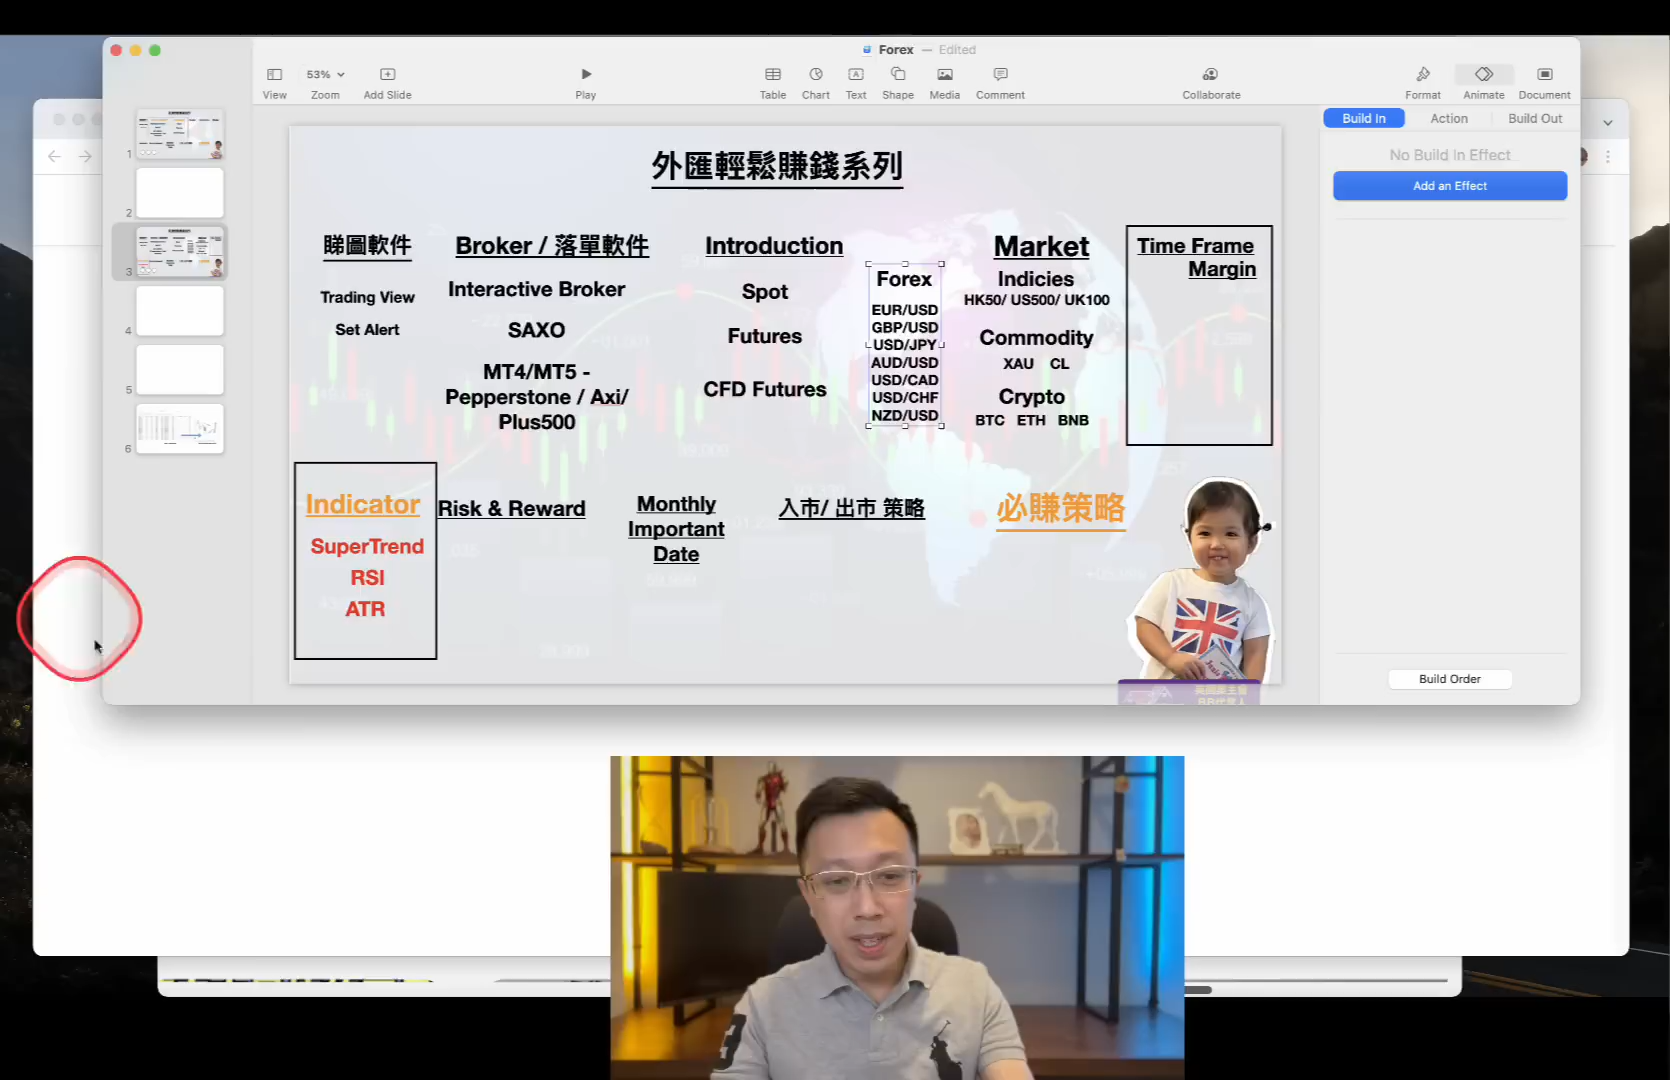 Forex — Edited
View
53%
Zoom
Add Slide
Play
Table
Chart
Text
Shape
Media
Comment
Collaborate
Format
Animate
Document
Build In
Action
Build Out
No Build In Effect
Add an Effect
Build Order
1
2
3
4
5
6
外匯輕鬆賺錢系列
睇圖軟件
Trading View
Set Alert
Broker / 落單軟件
Interactive Broker
SAXO
MT4/MT5 -
Pepperstone / Axi/
Plus500
Introduction
Spot
Futures
CFD Futures
Forex
EUR/USD
GBP/USD
USD/JPY
AUD/USD
USD/CAD
USD/CHF
NZD/USD
Market
Indicies
HK50/ US500/ UK100
Commodity
XAU CL
Crypto
BTC ETH BNB
Time Frame
Margin
Indicator
SuperTrend
RSI
ATR
Risk & Reward
Monthly
Important
Date
入市/ 出市 策略
必賺策略